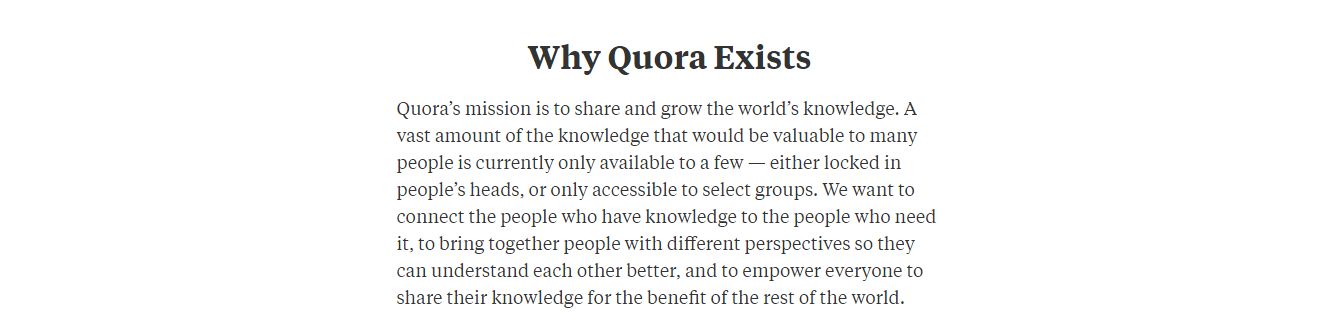 Why Quora Exists
Quora’s mission is to share and grow the world’s knowledge. A
vast amount of the knowledge that would be valuable to many
people is currently only available to a few — either locked in
people’s heads, or only accessible to select groups. We want to
connect the people who have knowledge to the people who need
it, to bring together people with different perspectives so they
can understand each other better, and to empower everyone to
share their knowledge for the benefit of the rest of the world.